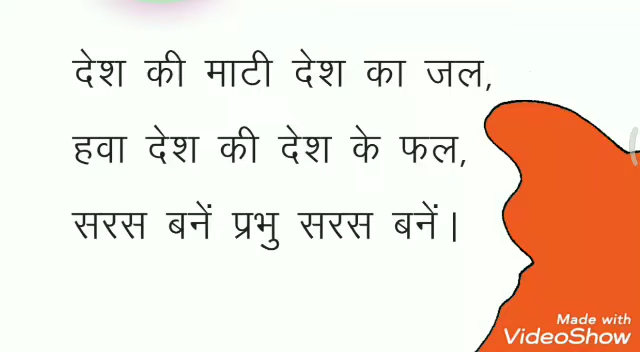 देश की माटी देश का जल,
हवा देश की देश के फल,
सरस बनें प्रभु सरस बनें।
Made with
VideoShow